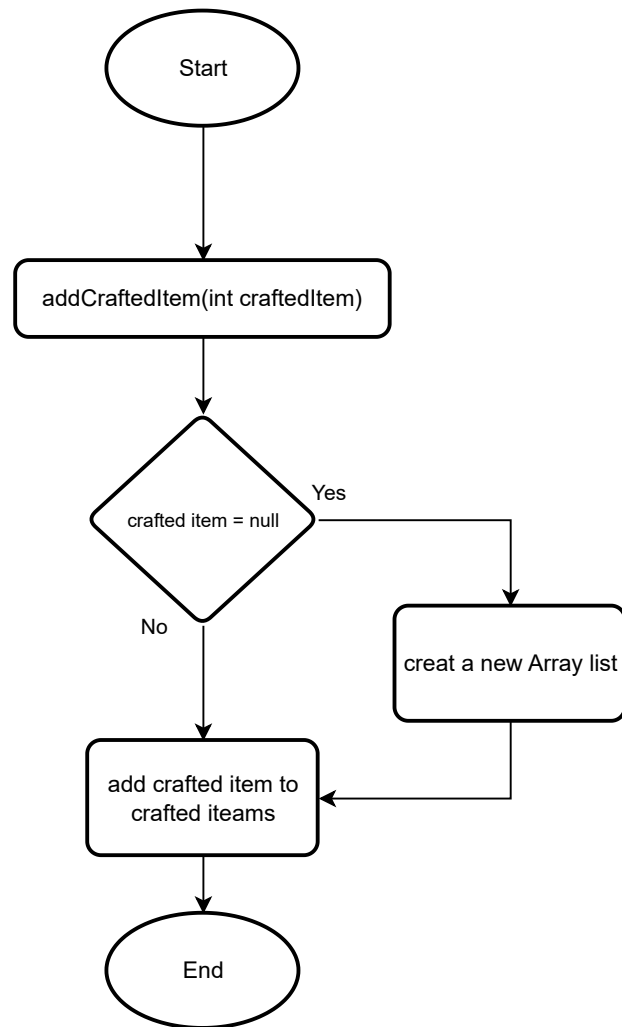 Start
addCraftedItem(int craftedItem)
crafted item = null
Yes
No
creat a new Array list
add crafted item to
crafted iteams
End